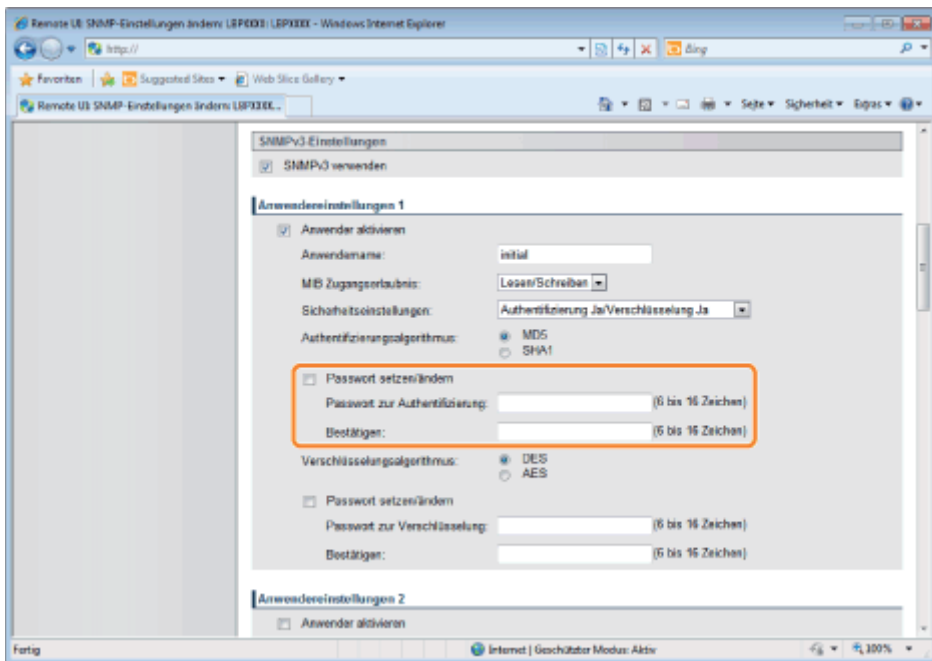 Remote UI: SNMP-Einstellungen ändern: LBPXXXX: LBPXXXX - Windows Internet Explorer
http://
Bing
Favoriten Suggested Sites Web Slice Gallery
Remote UI: SNMP-Einstellungen ändern: LBPXXXX...
Seite Sicherheit Extras
SNMPv3-Einstellungen
SNMPv3 verwenden
Anwendereinstellungen 1
Anwender aktivieren
Anwendername: initial
MIB Zugangserlaubnis: Lesen/Schreiben
Sicherheitseinstellungen: Authentifizierung Ja/Verschlüsselung Ja
Authentifizierungsalgorithmus: MD5
SHA1
Passwort setzen/ändern
Passwort zur Authentifizierung: (6 bis 16 Zeichen)
Bestätigen: (6 bis 16 Zeichen)
Verschlüsselungsalgorithmus: DES
AES
Passwort setzen/ändern
Passwort zur Verschlüsselung: (6 bis 16 Zeichen)
Bestätigen: (6 bis 16 Zeichen)
Anwendereinstellungen 2
Anwender aktivieren
Fertig Internet | Geschützter Modus: Aktiv 100%